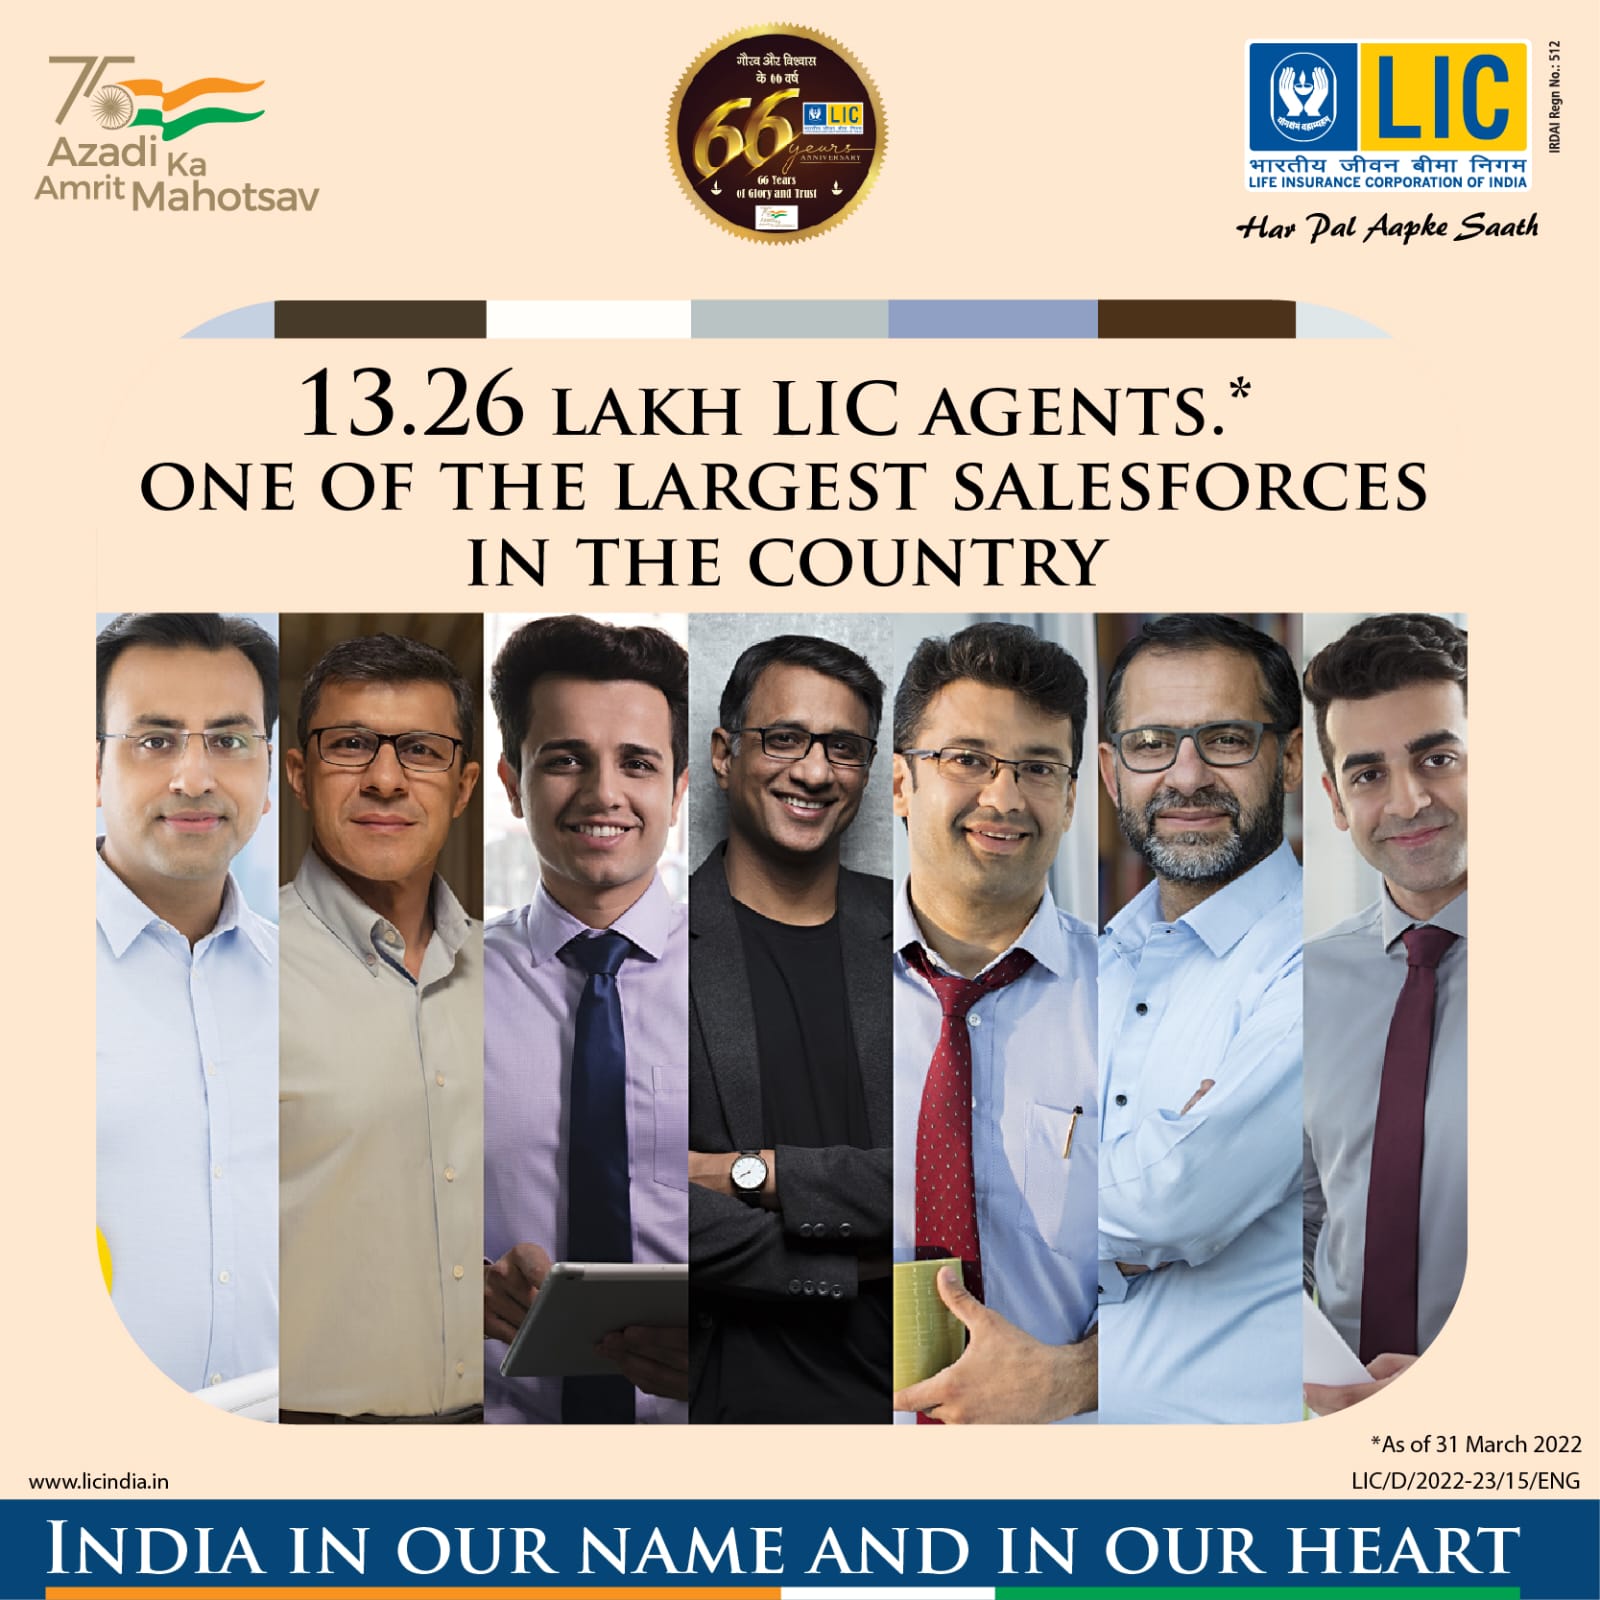 75
Azadi Ka
Amrit Mahotsav
गौरव और विश्वास
के 66 वर्ष
66
LIC
years
ANNIVERSARY
66 Years
of Glory and Trust
योगक्षेमं वहाम्यहम्
LIC
भारतीय जीवन बीमा निगम
LIFE INSURANCE CORPORATION OF INDIA
Har Pal Aapke Saath
IRDAI Regn No.: 512
13.26 LAKH LIC AGENTS.*
ONE OF THE LARGEST SALESFORCES
IN THE COUNTRY
*As of 31 March 2022
www.licindia.in
LIC/D/2022-23/15/ENG
INDIA IN OUR NAME AND IN OUR HEART